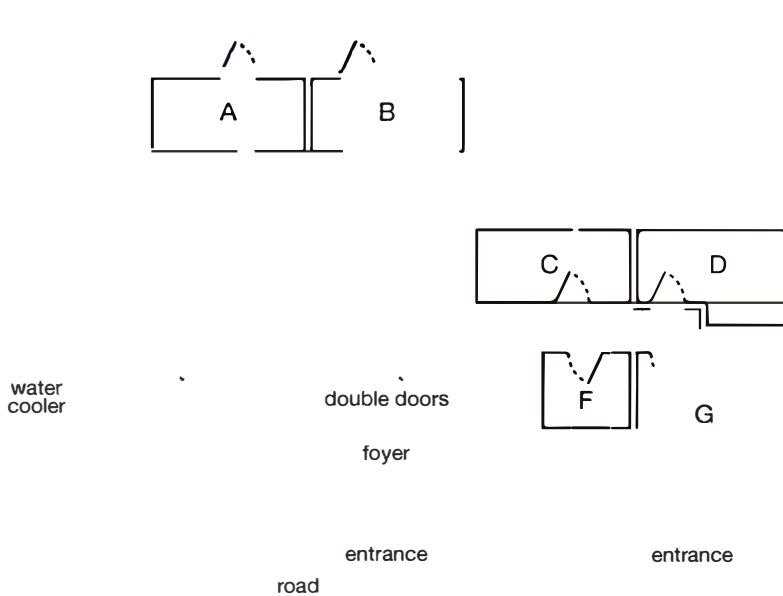 A
B
C
D
water
cooler
double doors
F
G
foyer
entrance
entrance
road